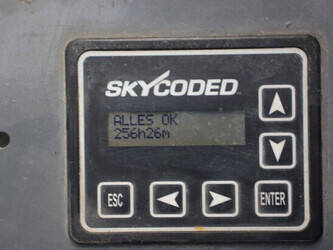 SKYCODED
ALLES OK
256h26m
ESC
ENTER